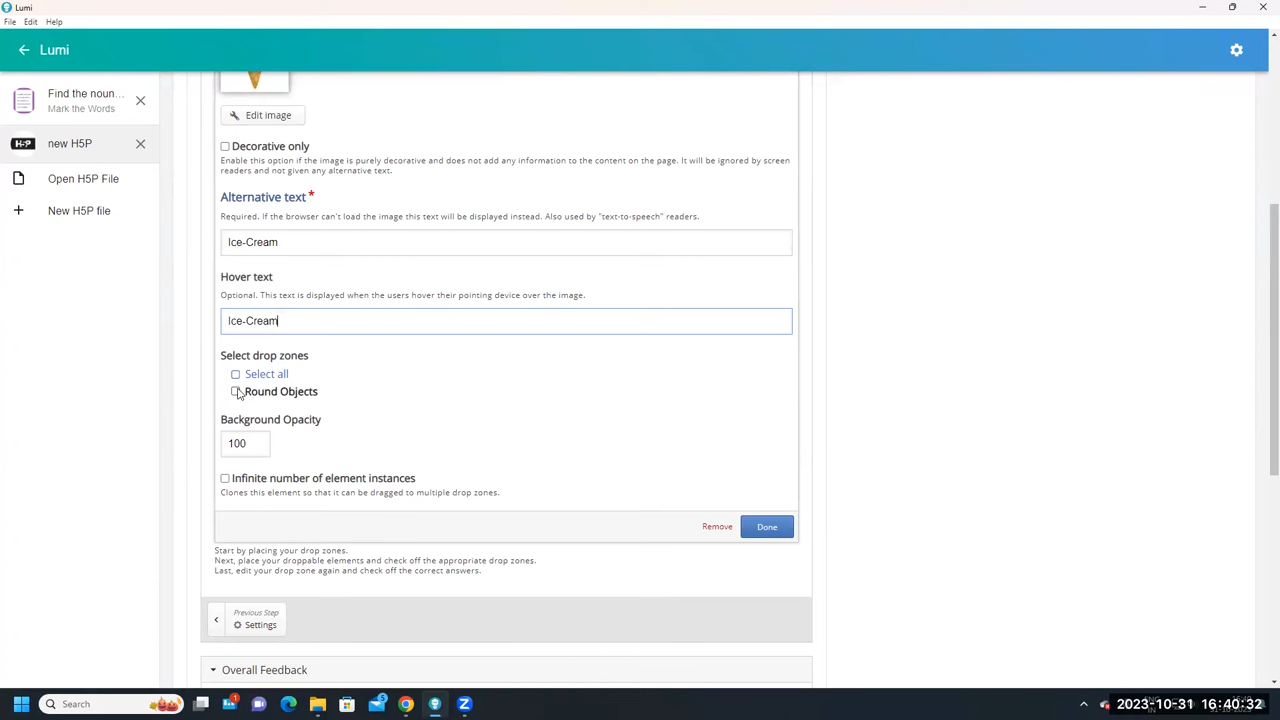 Lumi
File Edit Help
Lumi
Find the noun...
Mark the Words
H-P new H5P
Open H5P File
New H5P file
Edit image
Decorative only
Enable this option if the image is purely decorative and does not add any information to the content on the page. It will be ignored by screen
readers and not given any alternative text.
Alternative text *
Required. If the browser can't load the image this text will be displayed instead. Also used by "text-to-speech" readers.
Ice-Cream
Hover text
Optional. This text is displayed when the users hover their pointing device over the image.
Ice-Cream
Select drop zones
Select all
Round Objects
Background Opacity
100
Infinite number of element instances
Clones this element so that it can be dragged to multiple drop zones.
Remove Done
Start by placing your drop zones.
Next, place your droppable elements and check off the appropriate drop zones.
Last, edit your drop zone again and check off the correct answers.
Previous Step
Settings
Overall Feedback
Search
2023-10-31 16:40:32